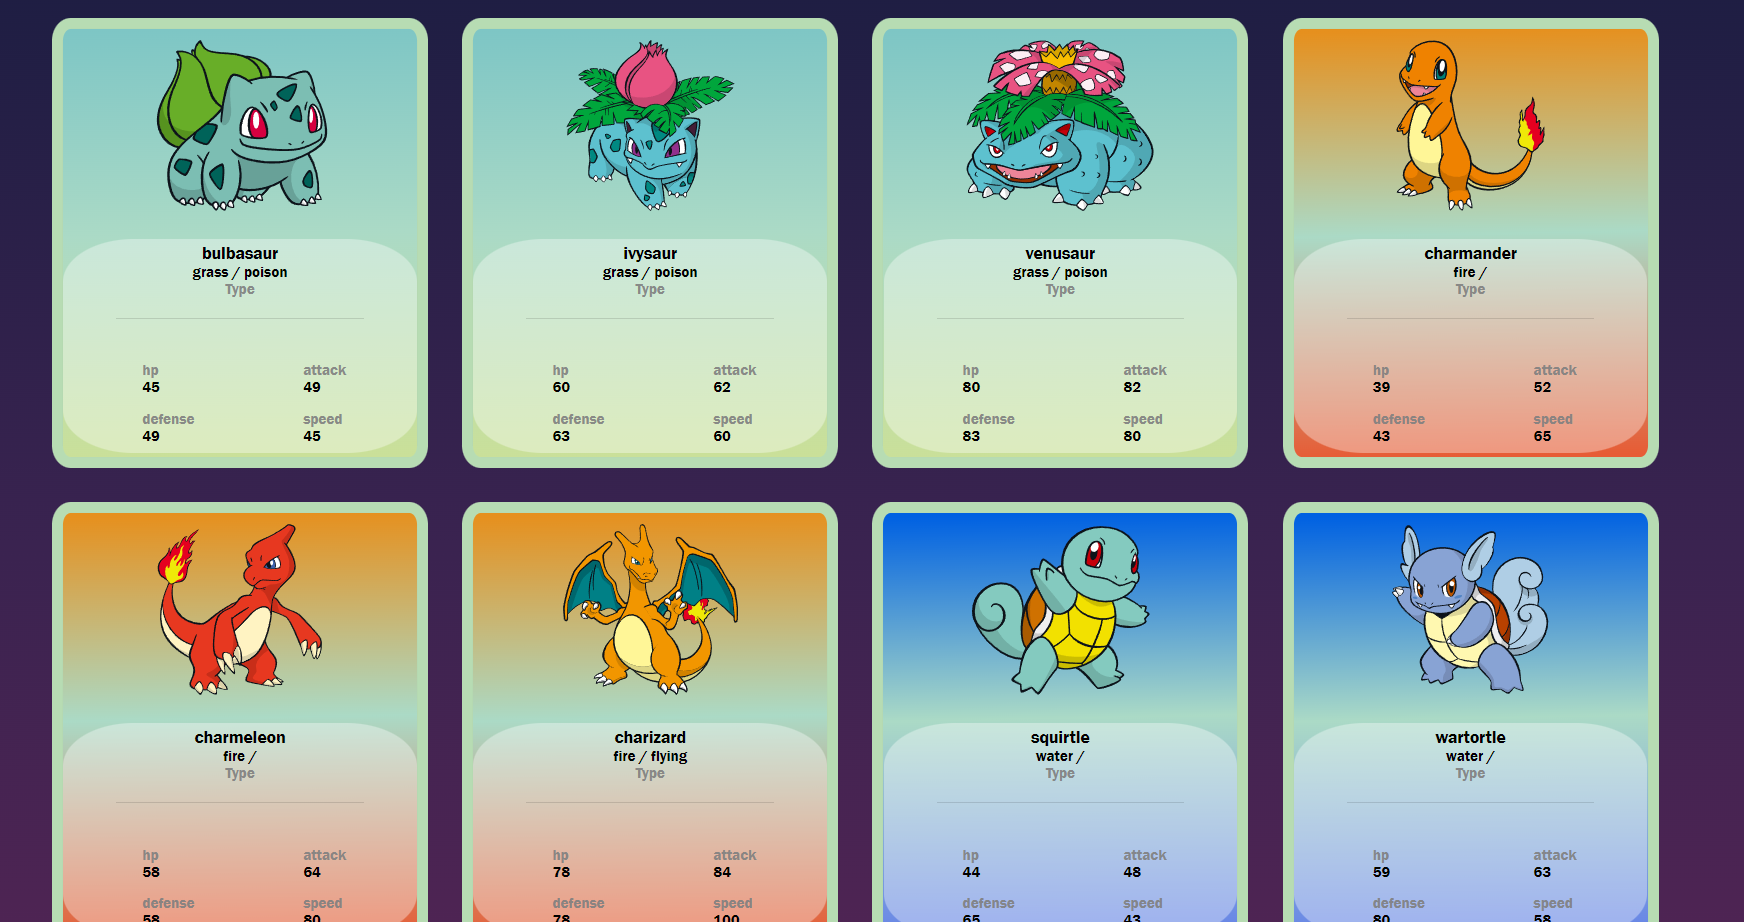 bulbasaur
grass / poison
Type
hp attack
45 49
defense speed
49 45
ivysaur
grass / poison
Type
hp attack
60 62
defense speed
63 60
venusaur
grass / poison
Type
hp attack
80 82
defense speed
83 80
charmander
fire /
Type
hp attack
39 52
defense speed
43 65
charmeleon
fire /
Type
hp attack
58 64
defense speed
58 80
charizard
fire / flying
Type
hp attack
78 84
defense speed
78 100
squirtle
water /
Type
hp attack
44 48
defense speed
65 43
wartortle
water /
Type
hp attack
59 63
defense speed
80 58